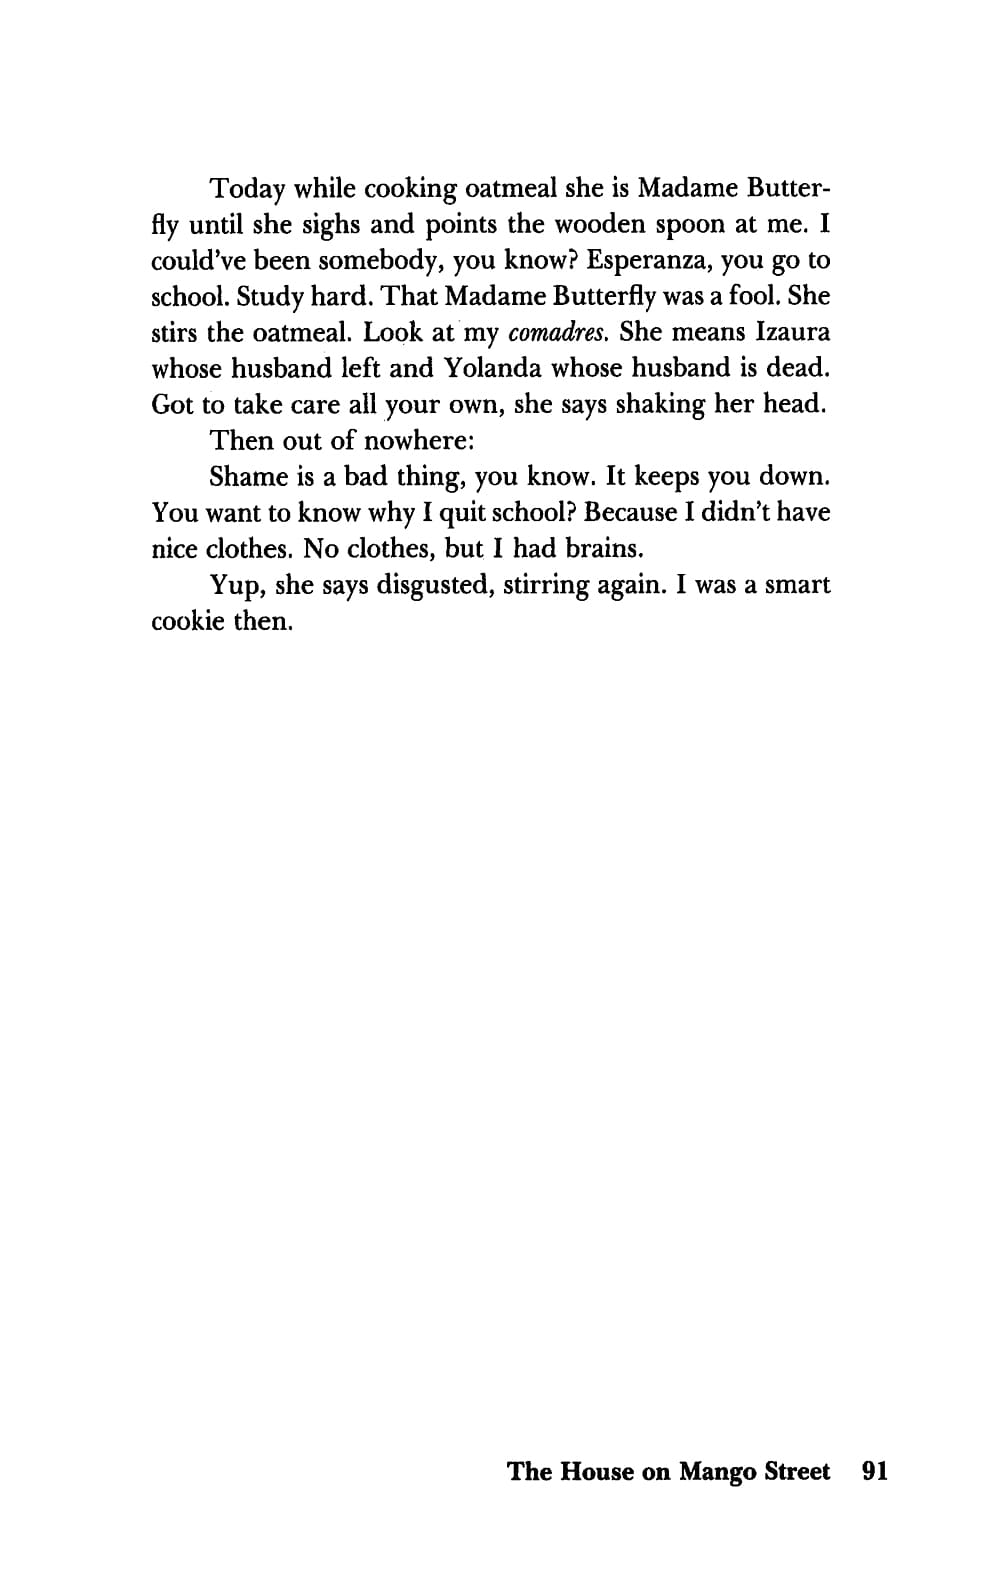 Today while cooking oatmeal she is Madame Butter-
fly until she sighs and points the wooden spoon at me. I
could've been somebody, you know? Esperanza, you go to
school. Study hard. That Madame Butterfly was a fool. She
stirs the oatmeal. Look at my comadres. She means Izaura
whose husband left and Yolanda whose husband is dead.
Got to take care all your own, she says shaking her head.
Then out of nowhere:
Shame is a bad thing, you know. It keeps you down.
You want to know why I quit school? Because I didn't have
nice clothes. No clothes, but I had brains.
Yup, she says disgusted, stirring again. I was a smart
cookie then.
The House on Mango Street 91